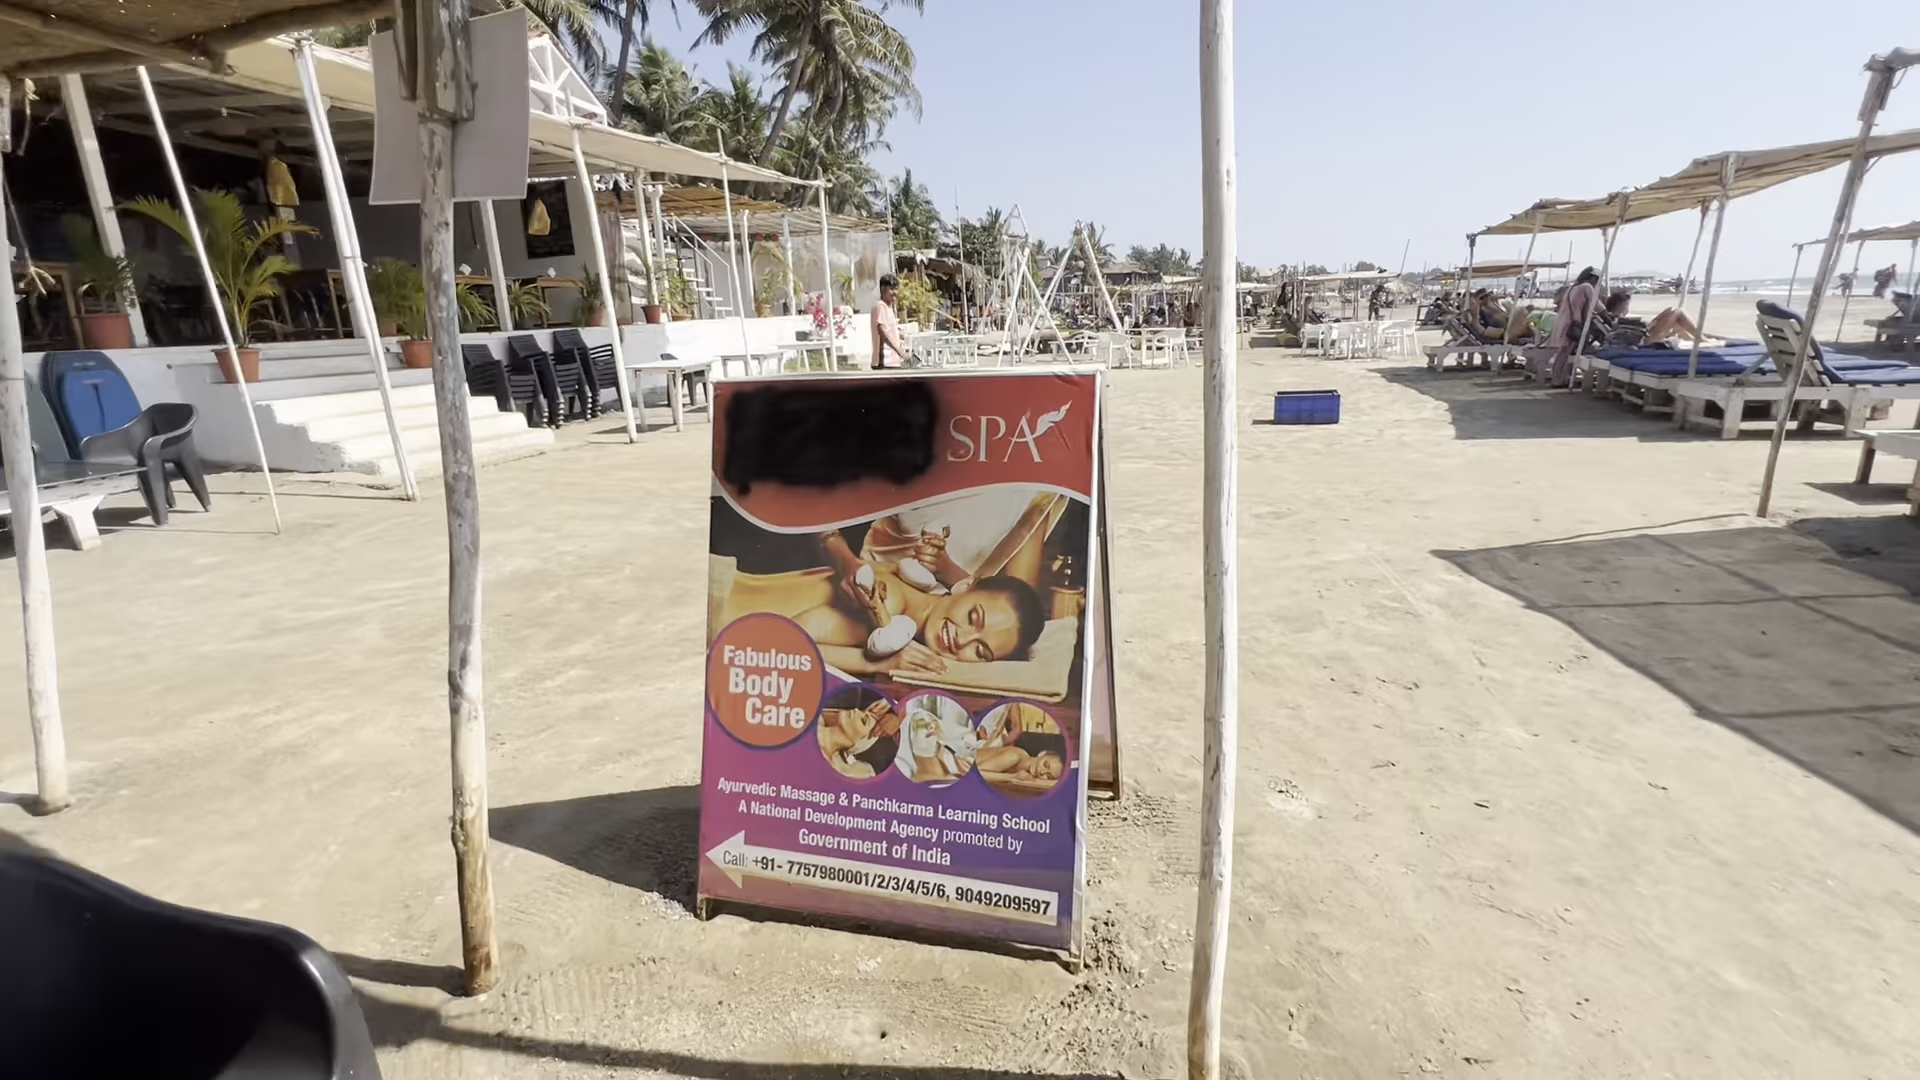 SPA
Fabulous
Body
Care
Ayurvedic Massage & Panchkarma Learning School
A National Development Agency promoted by
Government of India
Call: +91- 7757980001/2/3/4/5/6, 9049209597